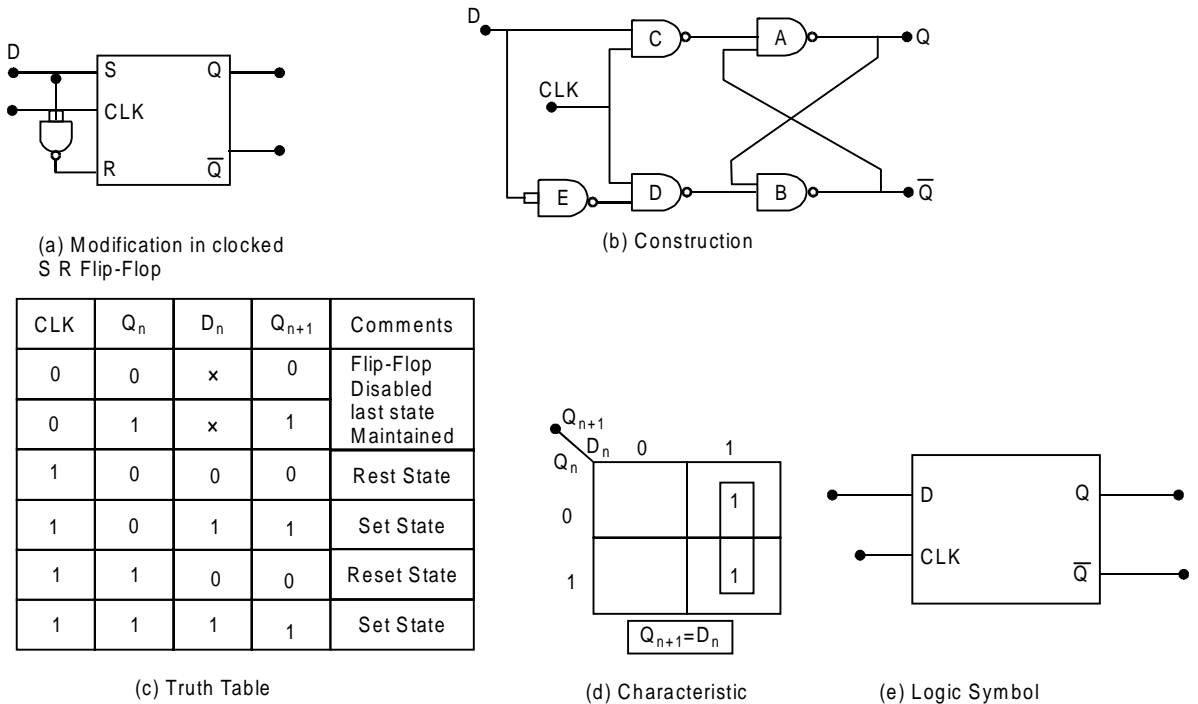 D
S
Q
CLK
R
Q̅
(a) Modification in clocked
S R Flip-Flop
D
C
A
Q
CLK
E
D
B
Q̅
(b) Construction
CLK Qn Dn Qn+1 Comments
0 0 × 0 Flip-Flop
Disabled
0 1 × 1 last state
Maintained
1 0 0 0 Rest State
1 0 1 1 Set State
1 1 0 0 Reset State
1 1 1 1 Set State
(c) Truth Table
Qn+1
Dn 0 1
Qn
0 1
1 1
Qn+1=Dn
(d) Characteristic
D Q
CLK
Q̅
(e) Logic Symbol